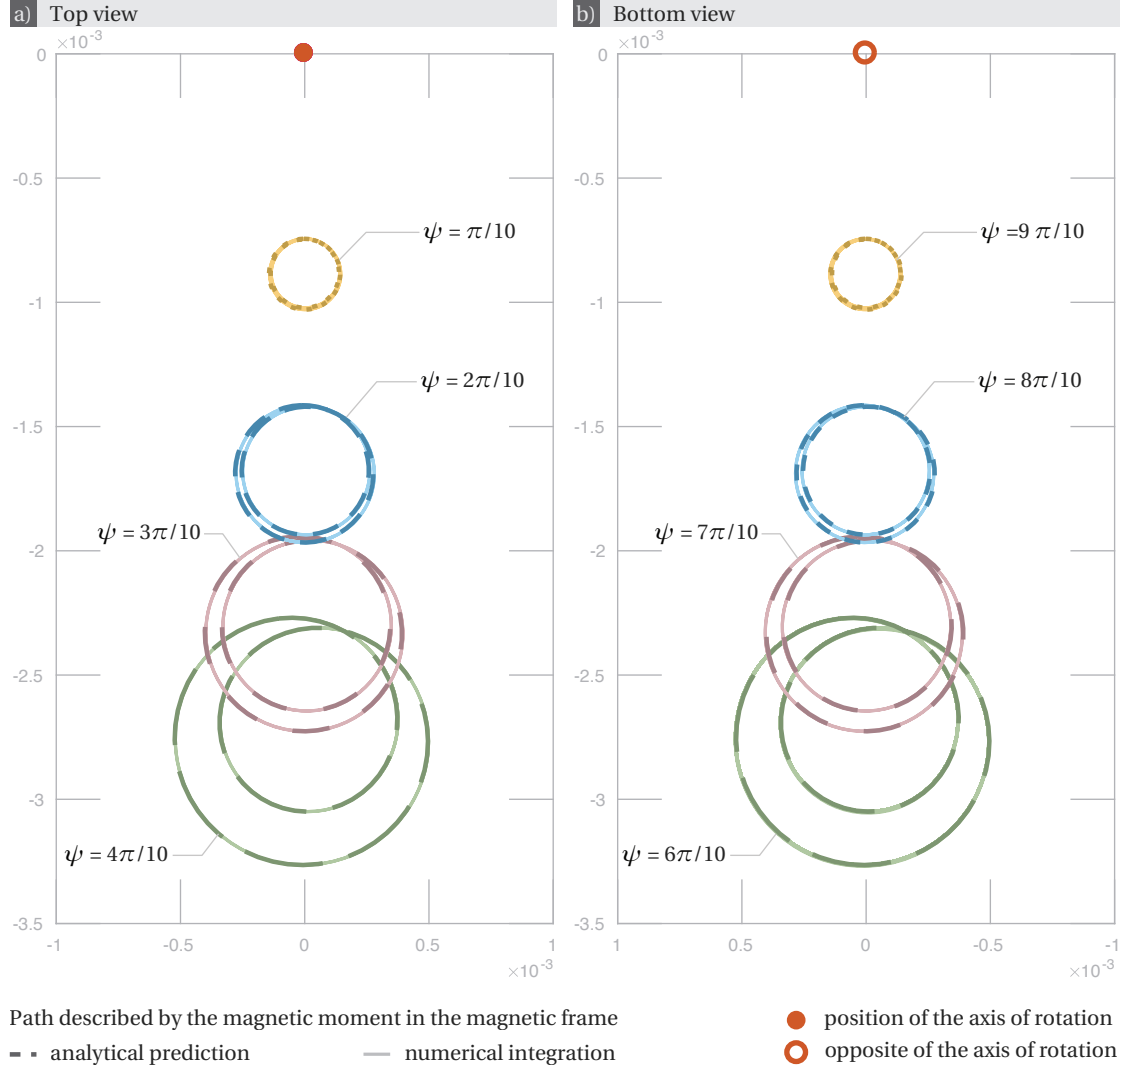 a) Top view
×10⁻³
0
-0.5
-1
-1.5
-2
-2.5
-3
-3.5
-1
-0.5
0
0.5
1
×10⁻³
ψ = π/10
ψ = 2π/10
ψ = 3π/10
ψ = 4π/10
b) Bottom view
×10⁻³
0
-0.5
-1
-1.5
-2
-2.5
-3
-3.5
1
0.5
0
-0.5
-1
×10⁻³
ψ =9 π/10
ψ = 8π/10
ψ = 7π/10
ψ = 6π/10
Path described by the magnetic moment in the magnetic frame
analytical prediction
numerical integration
position of the axis of rotation
opposite of the axis of rotation